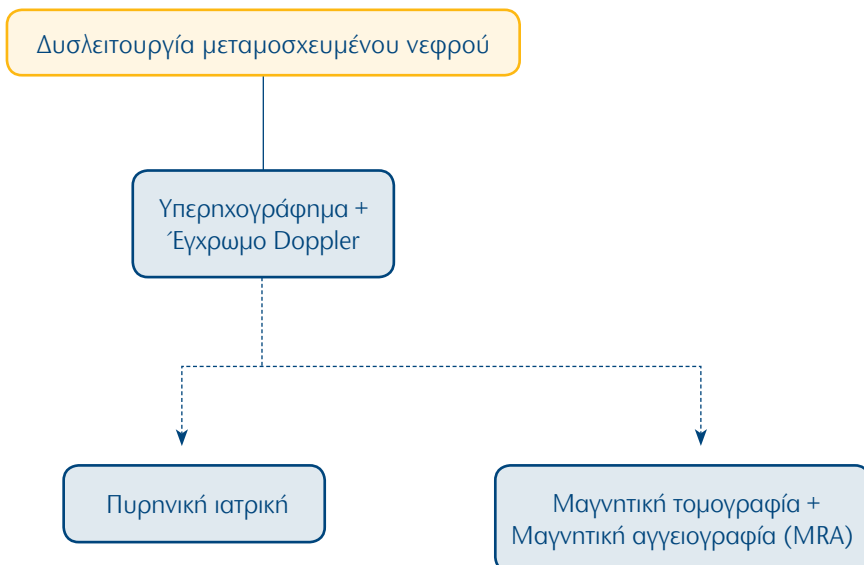 Δυσλειτουργία μεταμοσχευμένου νεφρού
Υπερηχογράφημα +
Έγχρωμο Doppler
Πυρηνική ιατρική
Μαγνητική τομογραφία +
Μαγνητική αγγειογραφία (MRA)